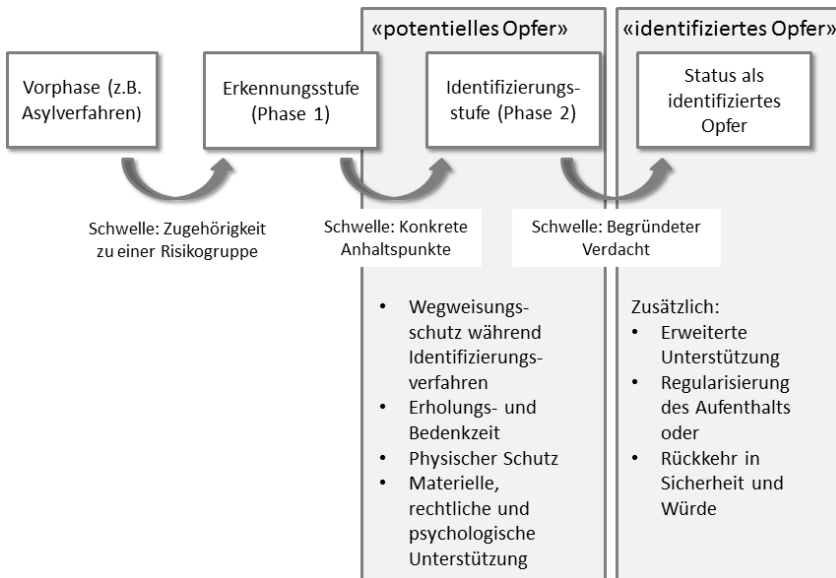 «potentielles Opfer»
«identifiziertes Opfer»
Vorphase (z.B.
Asylverfahren)
Erkennungsstufe
(Phase 1)
Identifizierungs-
stufe (Phase 2)
Status als
identifiziertes
Opfer
Schwelle: Zugehörigkeit
zu einer Risikogruppe
Schwelle: Konkrete
Anhaltspunkte
Schwelle: Begründeter
Verdacht
• Wegweisungs-
schutz während
Identifizierungs-
verfahren
• Erholungs- und
Bedenkzeit
• Physischer Schutz
• Materielle,
rechtliche und
psychologische
Unterstützung
Zusätzlich:
• Erweiterte
Unterstützung
• Regularisierung
des Aufenthalts
oder
• Rückkehr in
Sicherheit und
Würde